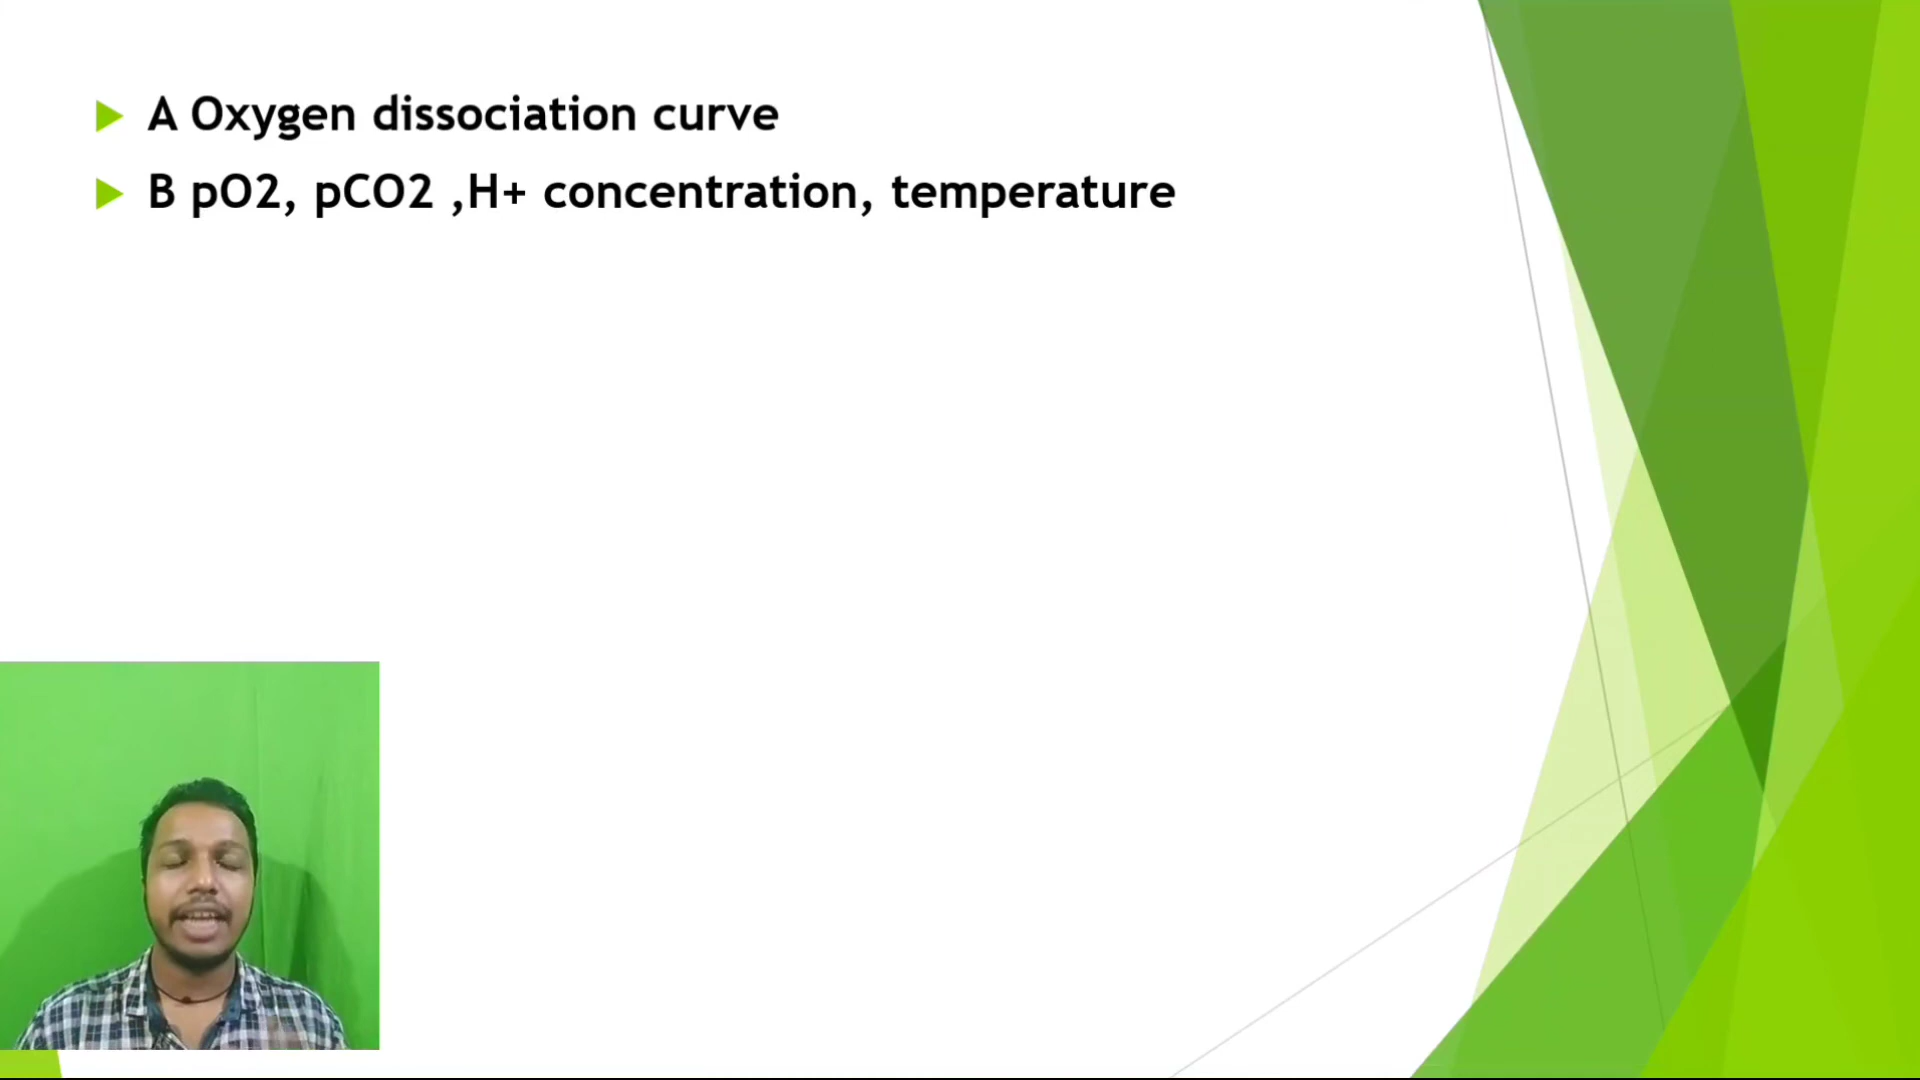 A Oxygen dissociation curve
B pO2, pCO2 ,H+ concentration, temperature